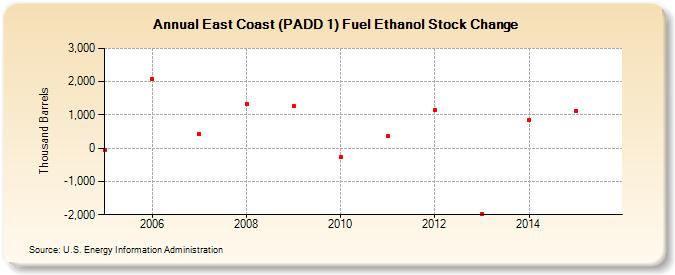 Annual East Coast (PADD 1) Fuel Ethanol Stock Change
Thousand Barrels
3,000
2,000
1,000
0
-1,000
-2,000
2006 2008 2010 2012 2014
Source: U.S. Energy Information Administration